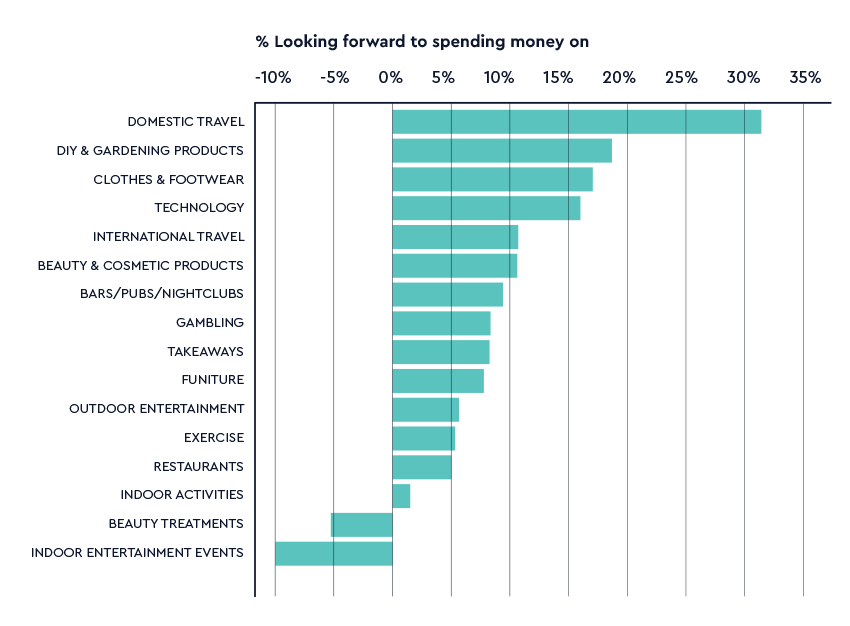 % Looking forward to spending money on
-10% -5% 0% 5% 10% 15% 20% 25% 30% 35%
DOMESTIC TRAVEL
DIY & GARDENING PRODUCTS
CLOTHES & FOOTWEAR
TECHNOLOGY
INTERNATIONAL TRAVEL
BEAUTY & COSMETIC PRODUCTS
BARS/PUBS/NIGHTCLUBS
GAMBLING
TAKEAWAYS
FUNITURE
OUTDOOR ENTERTAINMENT
EXERCISE
RESTAURANTS
INDOOR ACTIVITIES
BEAUTY TREATMENTS
INDOOR ENTERTAINMENT EVENTS